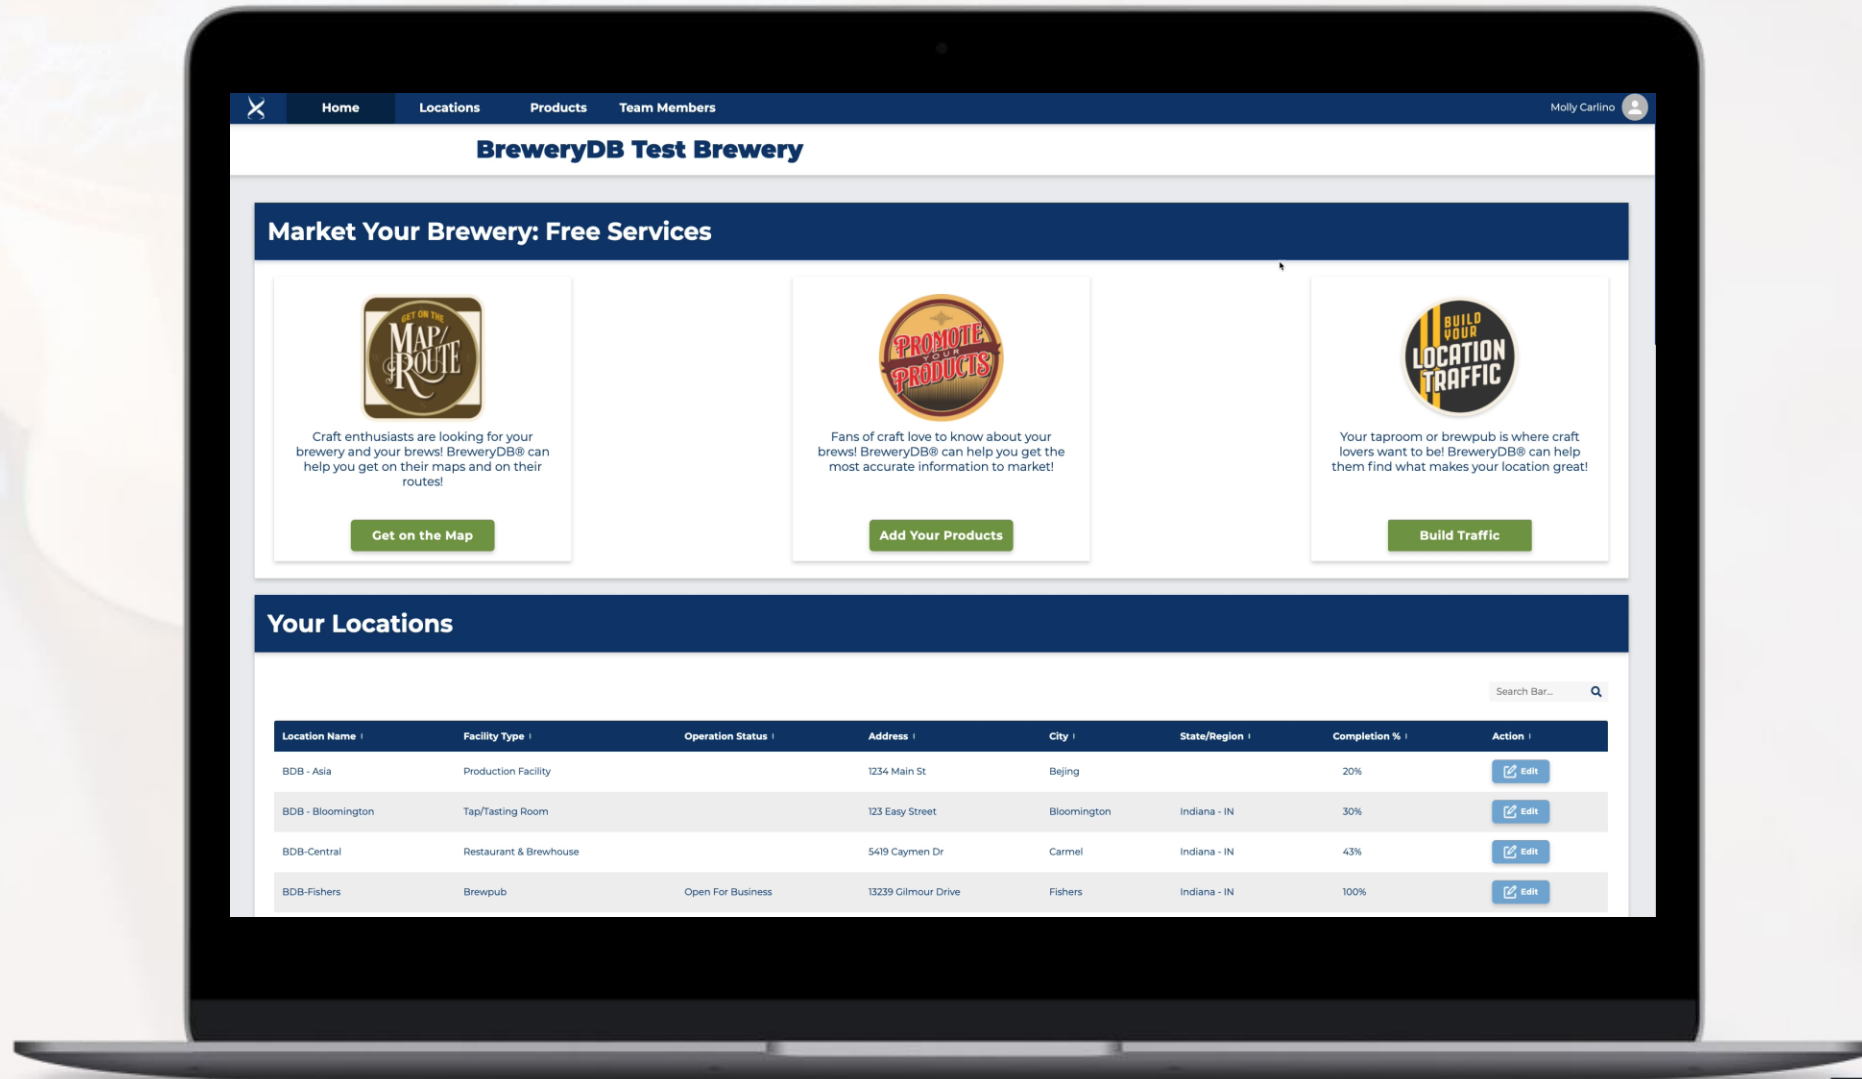 Home Locations Products Team Members Molly Carlino
BreweryDB Test Brewery
Market Your Brewery: Free Services
GET ON THE
MAP/
ROUTE
Craft enthusiasts are looking for your
brewery and your brews! BreweryDB® can
help you get on their maps and on their
routes!
Get on the Map
PROMOTE
YOUR
PRODUCTS
Fans of craft love to know about your
brews! BreweryDB® can help you get the
most accurate information to market!
Add Your Products
BUILD
YOUR
LOCATION
TRAFFIC
Your taproom or brewpub is where craft
lovers want to be! BreweryDB® can help
them find what makes your location great!
Build Traffic
Your Locations
Search Bar...
Location Name Facility Type Operation Status Address City State/Region Completion % Action
BDB - Asia Production Facility 1234 Main St Bejing 20% Edit
BDB - Bloomington Tap/Tasting Room 123 Easy Street Bloomington Indiana - IN 30% Edit
BDB-Central Restaurant & Brewhouse 5419 Caymen Dr Carmel Indiana - IN 43% Edit
BDB-Fishers Brewpub Open For Business 13239 Gilmour Drive Fishers Indiana - IN 100% Edit